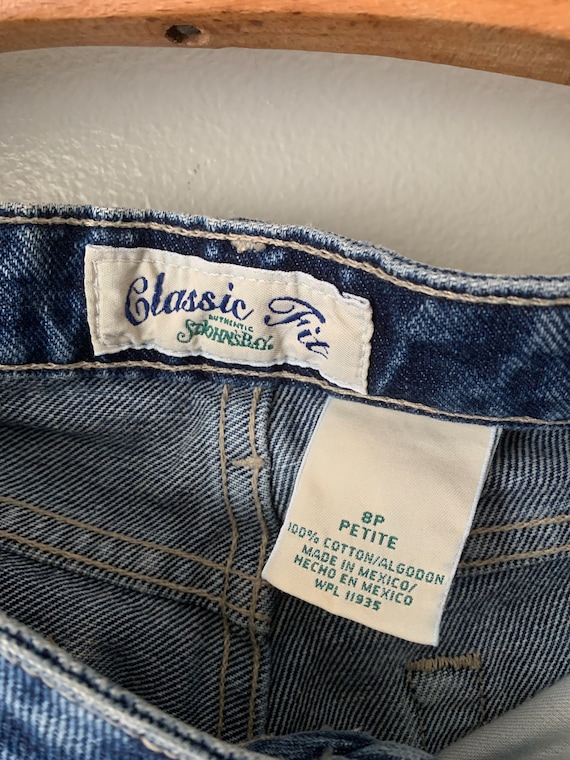 Classic Fit
AUTHENTIC
ST. JOHN'S BAY
8P
PETITE
100% COTTON/ALGODON
MADE IN MEXICO/
HECHO EN MEXICO
WPL 11935